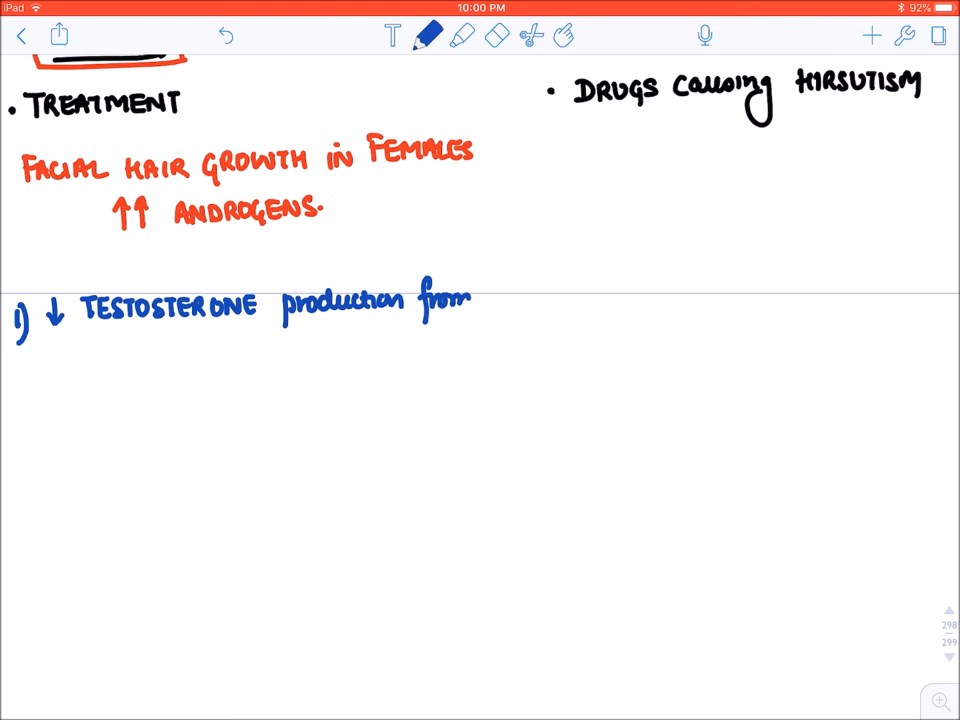 iPad 10:00 PM 92%
T
• TREATMENT
• DRUGS causing HIRSUTISM
FACIAL HAIR GROWTH in FEMALES
↑↑ ANDROGENS.
1) ↓ TESTOSTERONE production from
298
299